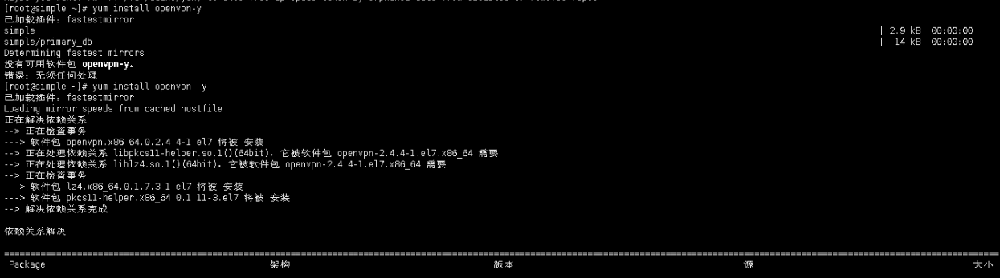 [root@simple ~]# yum install openvpn-y
已加载插件：fastestmirror
simple | 2.9 kB 00:00:00
simple/primary_db | 14 kB 00:00:00
Determining fastest mirrors
没有可用软件包 openvpn-y。
错误：无须任何处理
[root@simple ~]# yum install openvpn -y
已加载插件：fastestmirror
Loading mirror speeds from cached hostfile
正在解决依赖关系
--> 正在检查事务
---> 软件包 openvpn.x86_64.0.2.4.4-1.el7 将被 安装
--> 正在处理依赖关系 libpkcs11-helper.so.1()(64bit)，它被软件包 openvpn-2.4.4-1.el7.x86_64 需要
--> 正在处理依赖关系 liblz4.so.1()(64bit)，它被软件包 openvpn-2.4.4-1.el7.x86_64 需要
--> 正在检查事务
---> 软件包 lz4.x86_64.0.1.7.3-1.el7 将被 安装
---> 软件包 pkcs11-helper.x86_64.0.1.11-3.el7 将被 安装
--> 解决依赖关系完成
依赖关系解决
Package 架构 版本 源 大小